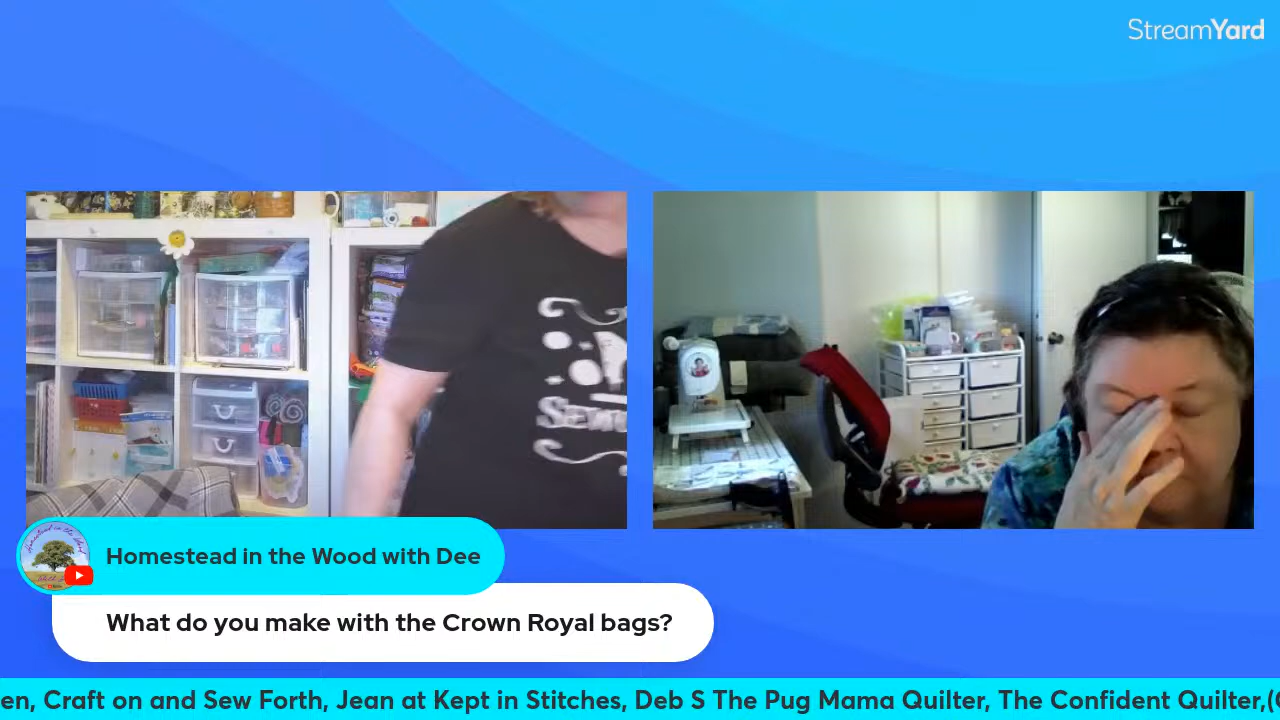 StreamYard
Homestead in the Wood with Dee
What do you make with the Crown Royal bags?
en, Craft on and Sew Forth, Jean at Kept in Stitches, Deb S The Pug Mama Quilter, The Confident Quilter,(